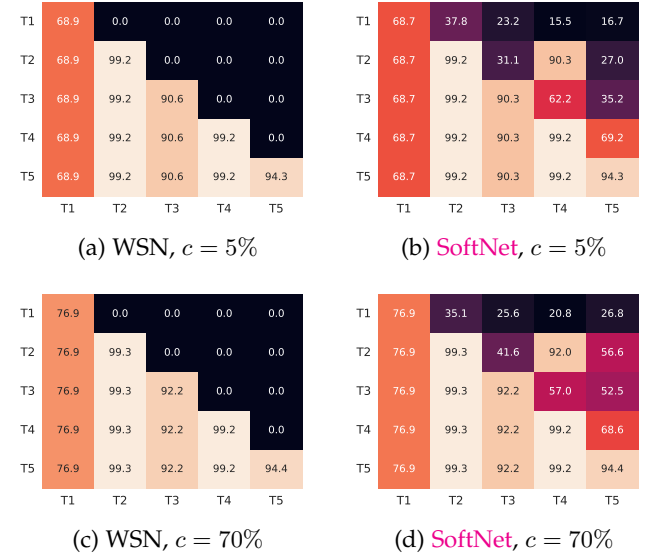 T1 68.9 0.0 0.0 0.0 0.0
T2 68.9 99.2 0.0 0.0 0.0
T3 68.9 99.2 90.6 0.0 0.0
T4 68.9 99.2 90.6 99.2 0.0
T5 68.9 99.2 90.6 99.2 94.3
T1 T2 T3 T4 T5
(a) WSN, c = 5%
T1 68.7 37.8 23.2 15.5 16.7
T2 68.7 99.2 31.1 90.3 27.0
T3 68.7 99.2 90.3 62.2 35.2
T4 68.7 99.2 90.3 99.2 69.2
T5 68.7 99.2 90.3 99.2 94.3
T1 T2 T3 T4 T5
(b) SoftNet, c = 5%
T1 76.9 0.0 0.0 0.0 0.0
T2 76.9 99.3 0.0 0.0 0.0
T3 76.9 99.3 92.2 0.0 0.0
T4 76.9 99.3 92.2 99.2 0.0
T5 76.9 99.3 92.2 99.2 94.4
T1 T2 T3 T4 T5
(c) WSN, c = 70%
T1 76.9 35.1 25.6 20.8 26.8
T2 76.9 99.3 41.6 92.0 56.6
T3 76.9 99.3 92.2 57.0 52.5
T4 76.9 99.3 92.2 99.2 68.6
T5 76.9 99.3 92.2 99.2 94.4
T1 T2 T3 T4 T5
(d) SoftNet, c = 70%